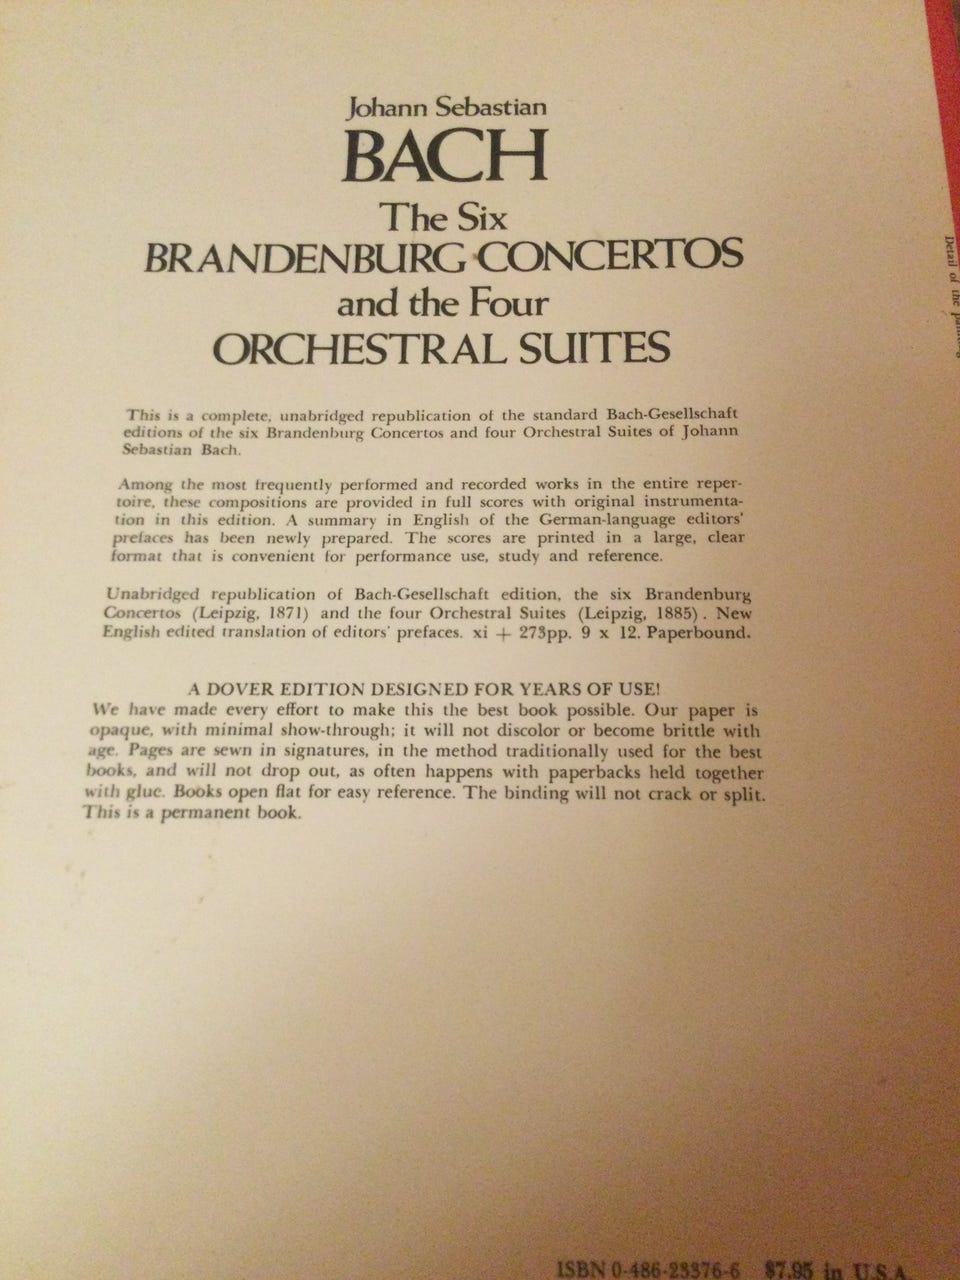 Johann Sebastian
BACH
The Six
BRANDENBURG CONCERTOS
and the Four
ORCHESTRAL SUITES
This is a complete, unabridged republication of the standard Bach-Gesellschaft
editions of the six Brandenburg Concertos and four Orchestral Suites of Johann
Sebastian Bach.
Among the most frequently performed and recorded works in the entire reper-
toire, these compositions are provided in full scores with original instrumenta-
tion in this edition. A summary in English of the German-language editors'
prefaces has been newly prepared. The scores are printed in a large, clear
format that is convenient for performance use, study and reference.
Unabridged republication of Bach-Gesellschaft edition, the six Brandenburg
Concertos (Leipzig, 1871) and the four Orchestral Suites (Leipzig, 1885). New
English edited translation of editors' prefaces. xi + 273pp. 9 x 12. Paperbound.
A DOVER EDITION DESIGNED FOR YEARS OF USE!
We have made every effort to make this the best book possible. Our paper is
opaque, with minimal show-through; it will not discolor or become brittle with
age. Pages are sewn in signatures, in the method traditionally used for the best
books, and will not drop out, as often happens with paperbacks held together
with glue. Books open flat for easy reference. The binding will not crack or split.
This is a permanent book.
ISBN 0-486-23376-6 $7.95 in U.S.A.
Detail of the painting